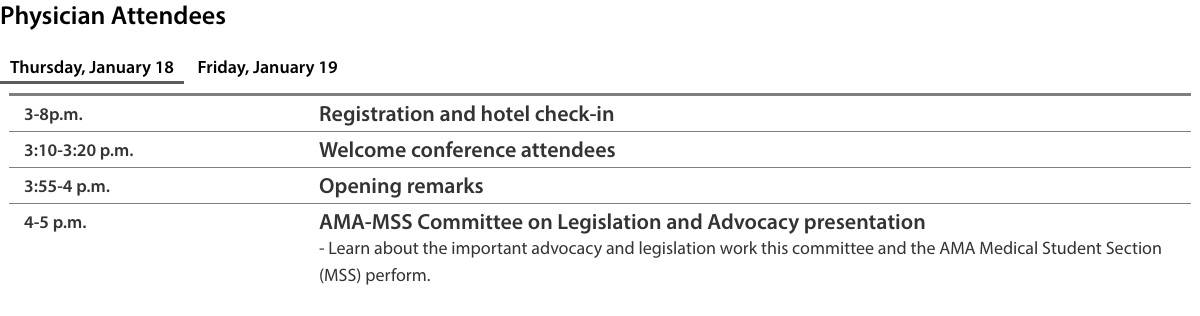 Physician Attendees
Thursday, January 18 Friday, January 19
3-8p.m. Registration and hotel check-in
3:10-3:20 p.m. Welcome conference attendees
3:55-4 p.m. Opening remarks
4-5 p.m. AMA-MSS Committee on Legislation and Advocacy presentation
- Learn about the important advocacy and legislation work this committee and the AMA Medical Student Section
(MSS) perform.